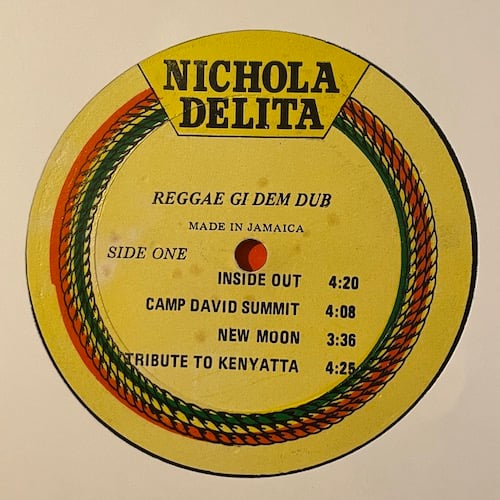 NICHOLA
DELITA
REGGAE GI DEM DUB
MADE IN JAMAICA
SIDE ONE
INSIDE OUT 4:20
CAMP DAVID SUMMIT 4:08
NEW MOON 3:36
TRIBUTE TO KENYATTA 4:25